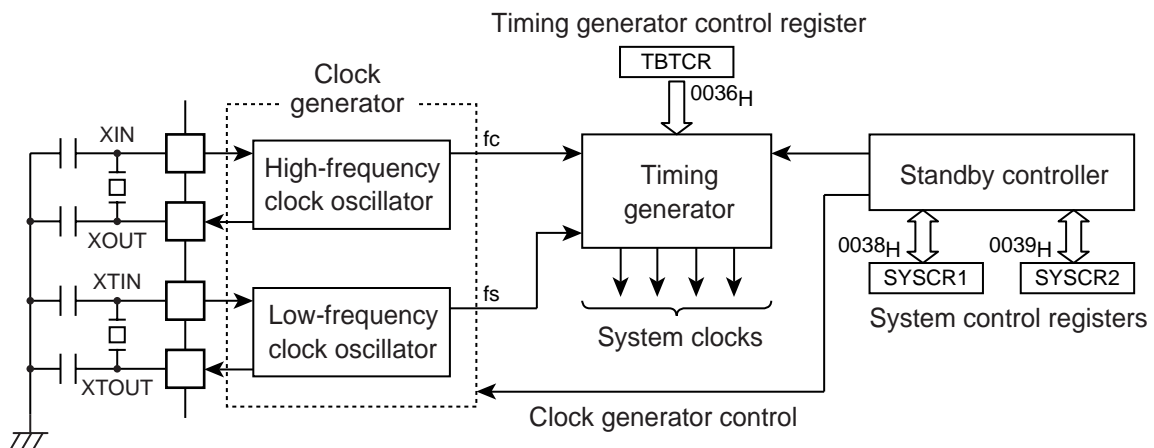 Timing generator control register
TBTCR
0036H
Clock
generator
XIN
High-frequency
clock oscillator
fc
Timing
generator
Standby controller
XOUT
0038H
0039H
SYSCR1
SYSCR2
System control registers
XTIN
Low-frequency
clock oscillator
fs
System clocks
XTOUT
Clock generator control